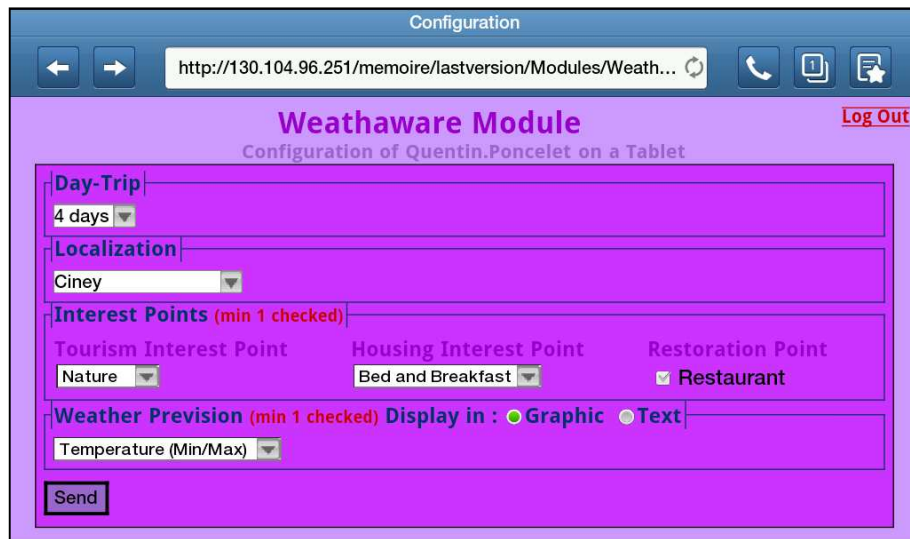 Configuration
http://130.104.96.251/memoire/lastversion/Modules/Weath...
1
Weathaware Module
Log Out
Configuration of Quentin.Poncelet on a Tablet
Day-Trip
4 days
Localization
Ciney
Interest Points (min 1 checked)
Tourism Interest Point Housing Interest Point Restoration Point
Nature Bed and Breakfast Restaurant
Weather Prevision (min 1 checked) Display in : Graphic Text
Temperature (Min/Max)
Send